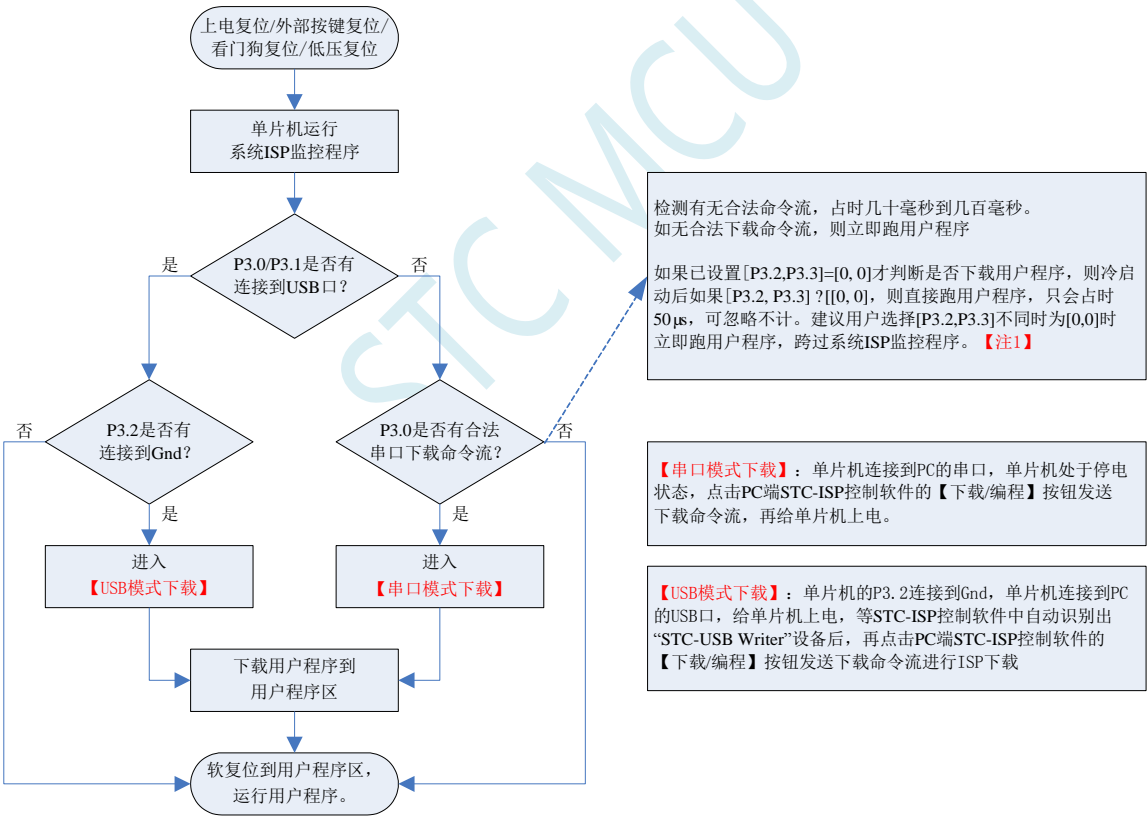 上电复位/外部按键复位/
看门狗复位/低压复位
单片机运行
系统ISP监控程序
P3.0/P3.1是否有
连接到USB口？
是
否
P3.2是否有
连接到Gnd？
否
是
P3.0是否有合法
串口下载命令流？
否
是
进入
【USB模式下载】
进入
【串口模式下载】
下载用户程序到
用户程序区
软复位到用户程序区，
运行用户程序。
检测有无合法命令流，占时几十毫秒到几百毫秒。
如无合法下载命令流，则立即跑用户程序
如果已设置[P3.2,P3.3]=[0, 0]才判断是否下载用户程序，则冷启
动后如果[P3.2, P3.3] ?[[0, 0]，则直接跑用户程序，只会占时
50μs，可忽略不计。建议用户选择[P3.2,P3.3]不同时为[0,0]时
立即跑用户程序，跨过系统ISP监控程序。【注1】
【串口模式下载】：单片机连接到PC的串口，单片机处于停电
状态，点击PC端STC-ISP控制软件的【下载/编程】按钮发送
下载命令流，再给单片机上电。
【USB模式下载】：单片机的P3.2连接到Gnd，单片机连接到PC
的USB口，给单片机上电，等STC-ISP控制软件中自动识别出
“STC-USB Writer”设备后，再点击PC端STC-ISP控制软件的
【下载/编程】按钮发送下载命令流进行ISP下载
STC MCU